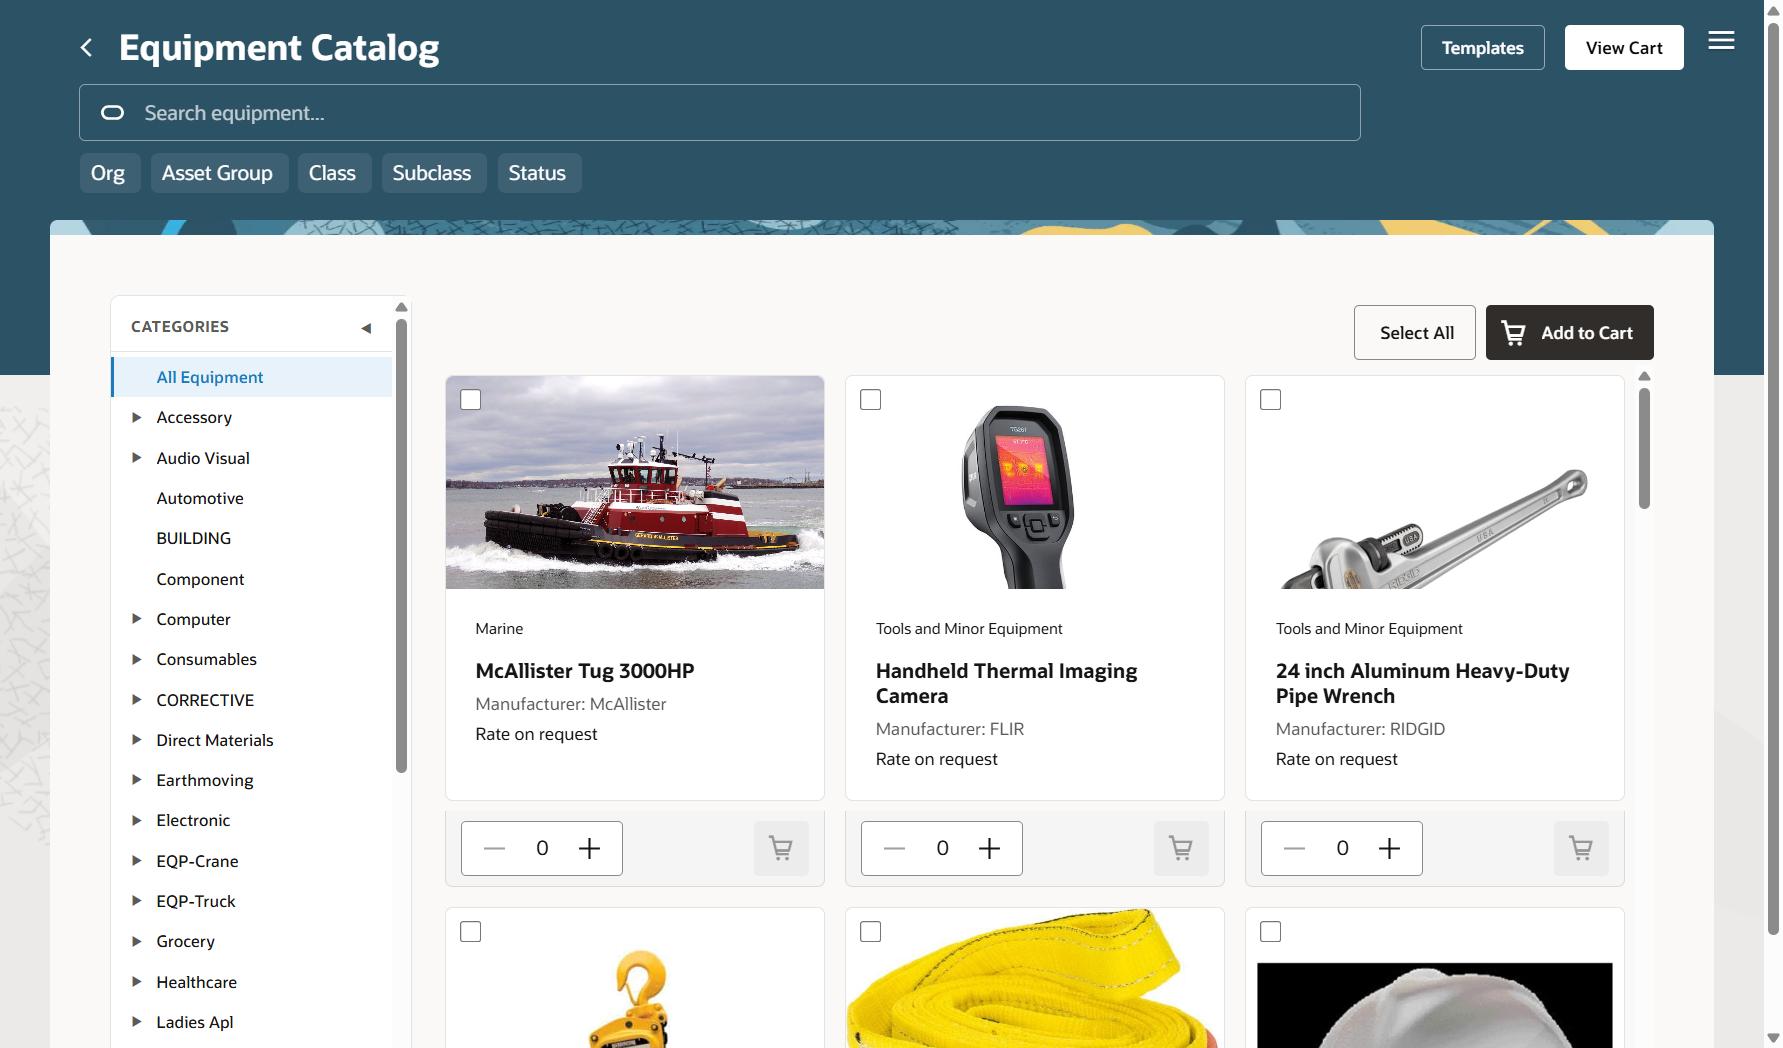 Equipment Catalog
Templates
View Cart
Search equipment...
Org
Asset Group
Class
Subclass
Status
CATEGORIES
All Equipment
Accessory
Audio Visual
Automotive
BUILDING
Component
Computer
Consumables
CORRECTIVE
Direct Materials
Earthmoving
Electronic
EQP-Crane
EQP-Truck
Grocery
Healthcare
Ladies Apl
Select All
Add to Cart
Marine
McAllister Tug 3000HP
Manufacturer: McAllister
Rate on request
0
Tools and Minor Equipment
Handheld Thermal Imaging
Camera
Manufacturer: FLIR
Rate on request
0
USA
USA
RIDGID
Tools and Minor Equipment
24 inch Aluminum Heavy-Duty
Pipe Wrench
Manufacturer: RIDGID
Rate on request
0